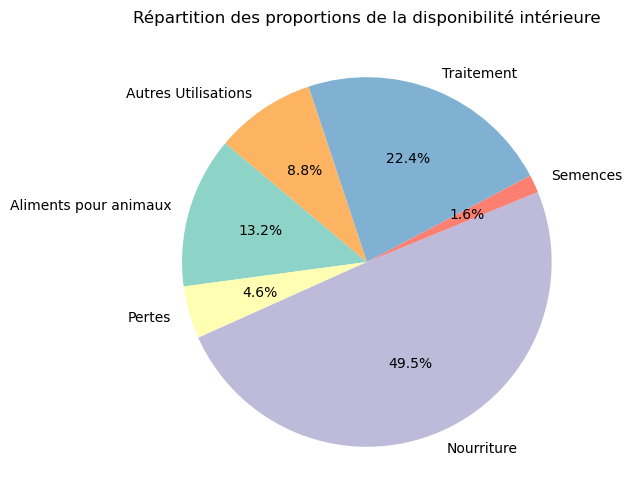 Répartition des proportions de la disponibilité intérieure
Traitement
Autres Utilisations
22.4%
8.8%
Semences
1.6%
Aliments pour animaux
13.2%
4.6%
Pertes
49.5%
Nourriture